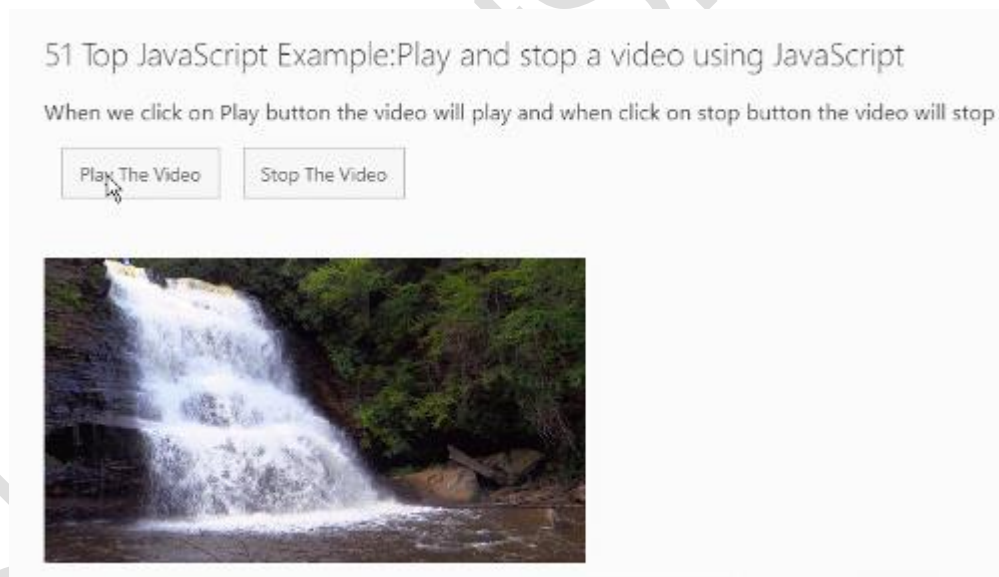 51 Top JavaScript Example:Play and stop a video using JavaScript
When we click on Play button the video will play and when click on stop button the video will stop
Play The Video Stop The Video